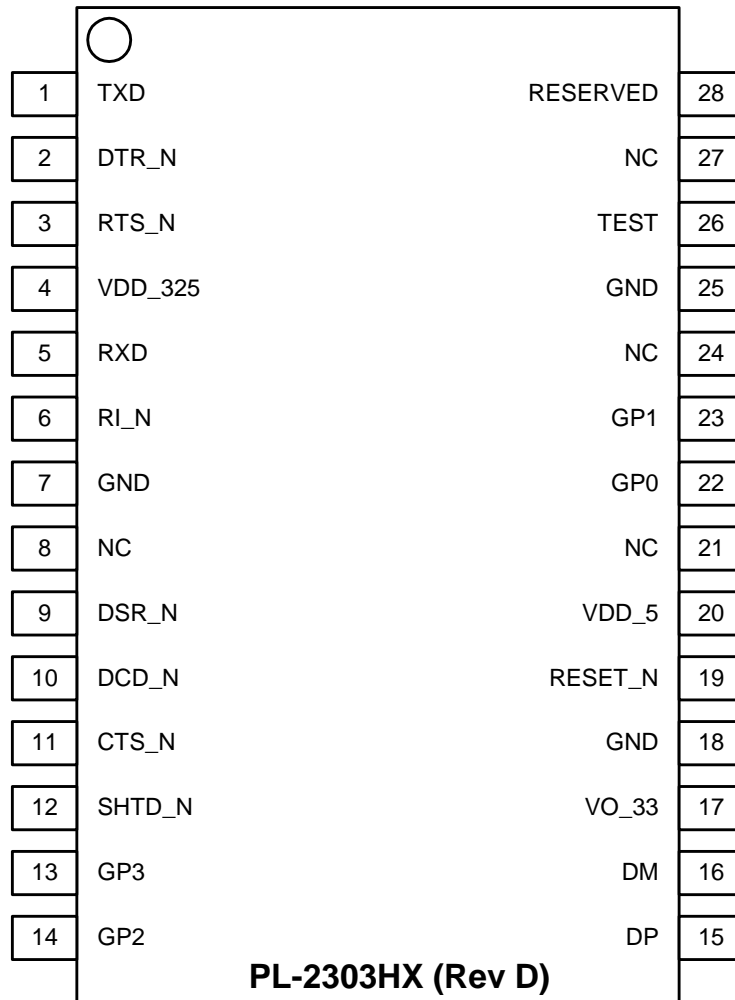 1 TXD RESERVED 28
2 DTR_N NC 27
3 RTS_N TEST 26
4 VDD_325 GND 25
5 RXD NC 24
6 RI_N GP1 23
7 GND GP0 22
8 NC NC 21
9 DSR_N VDD_5 20
10 DCD_N RESET_N 19
11 CTS_N GND 18
12 SHTD_N VO_33 17
13 GP3 DM 16
14 GP2 DP 15
PL-2303HX (Rev D)